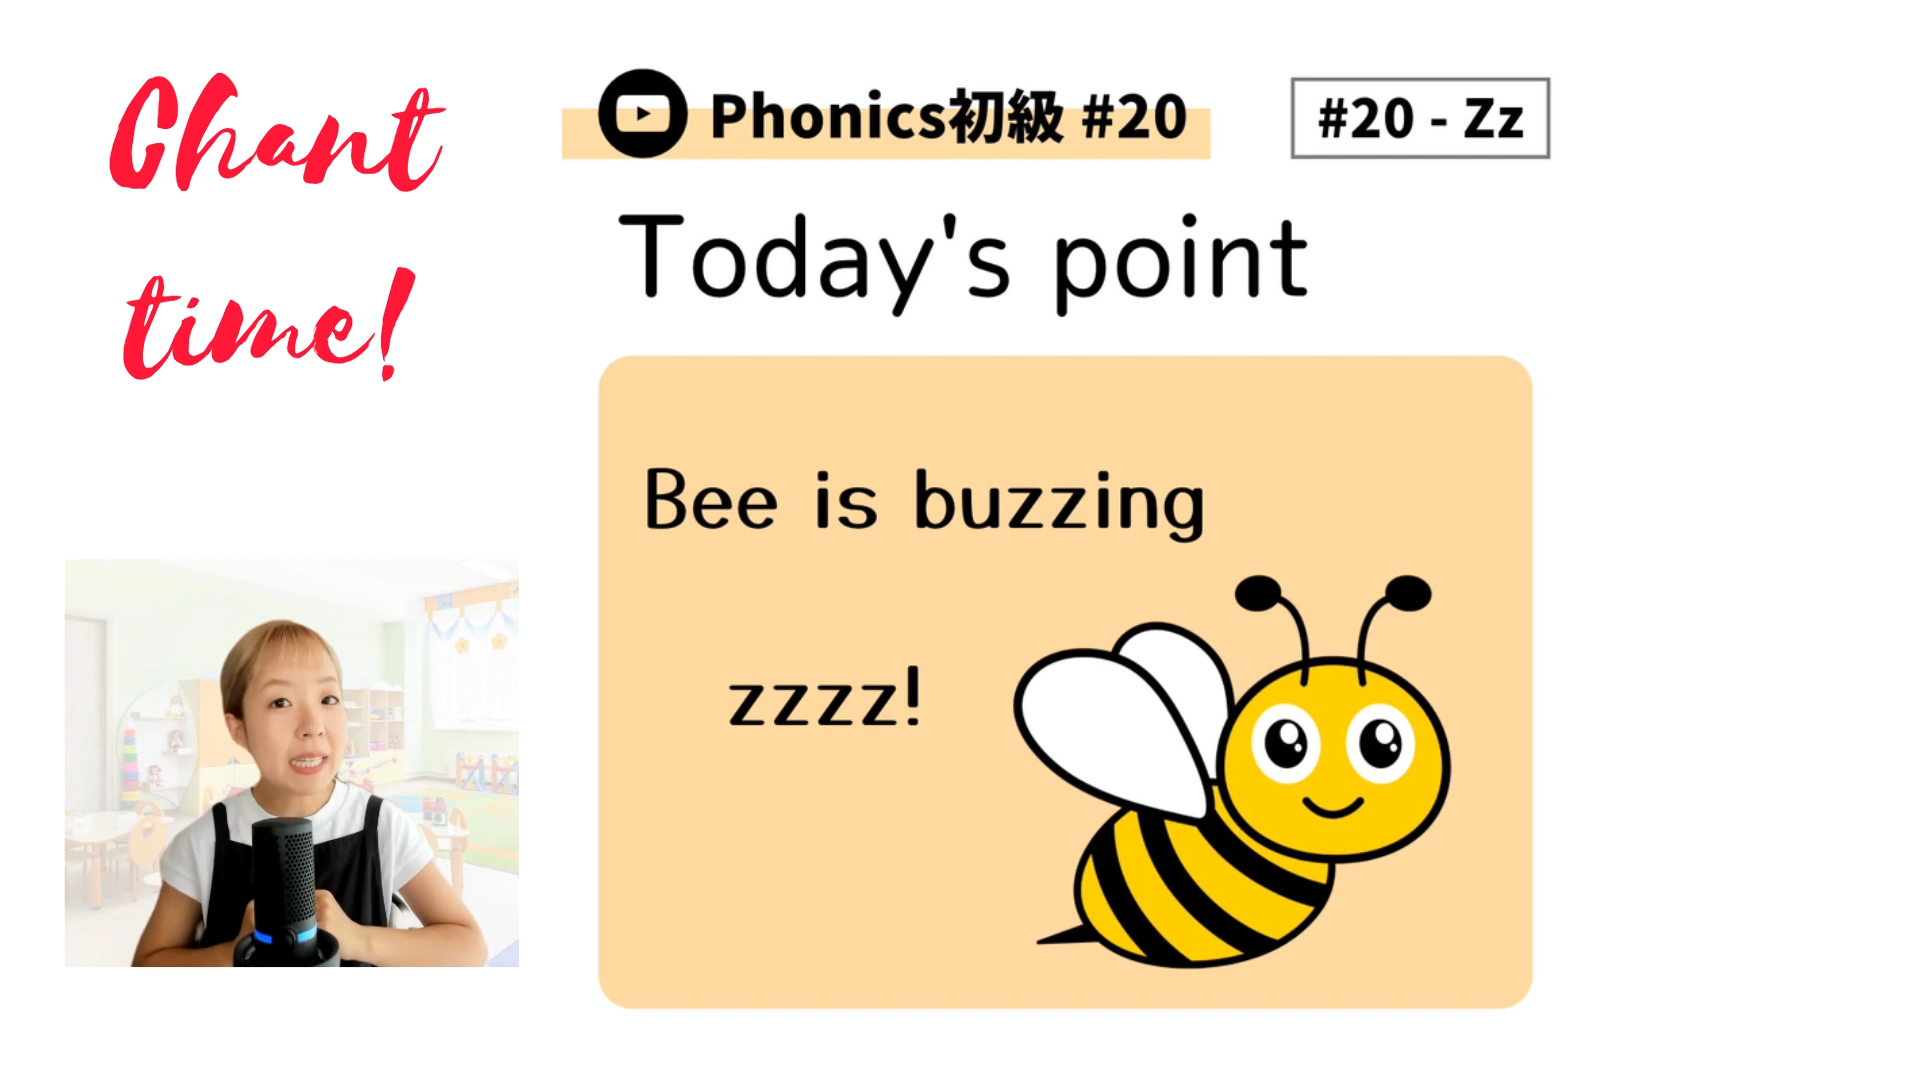 Chant
time!
Phonics初級 #20
#20 - Zz
Today's point
Bee is buzzing
zzzz!